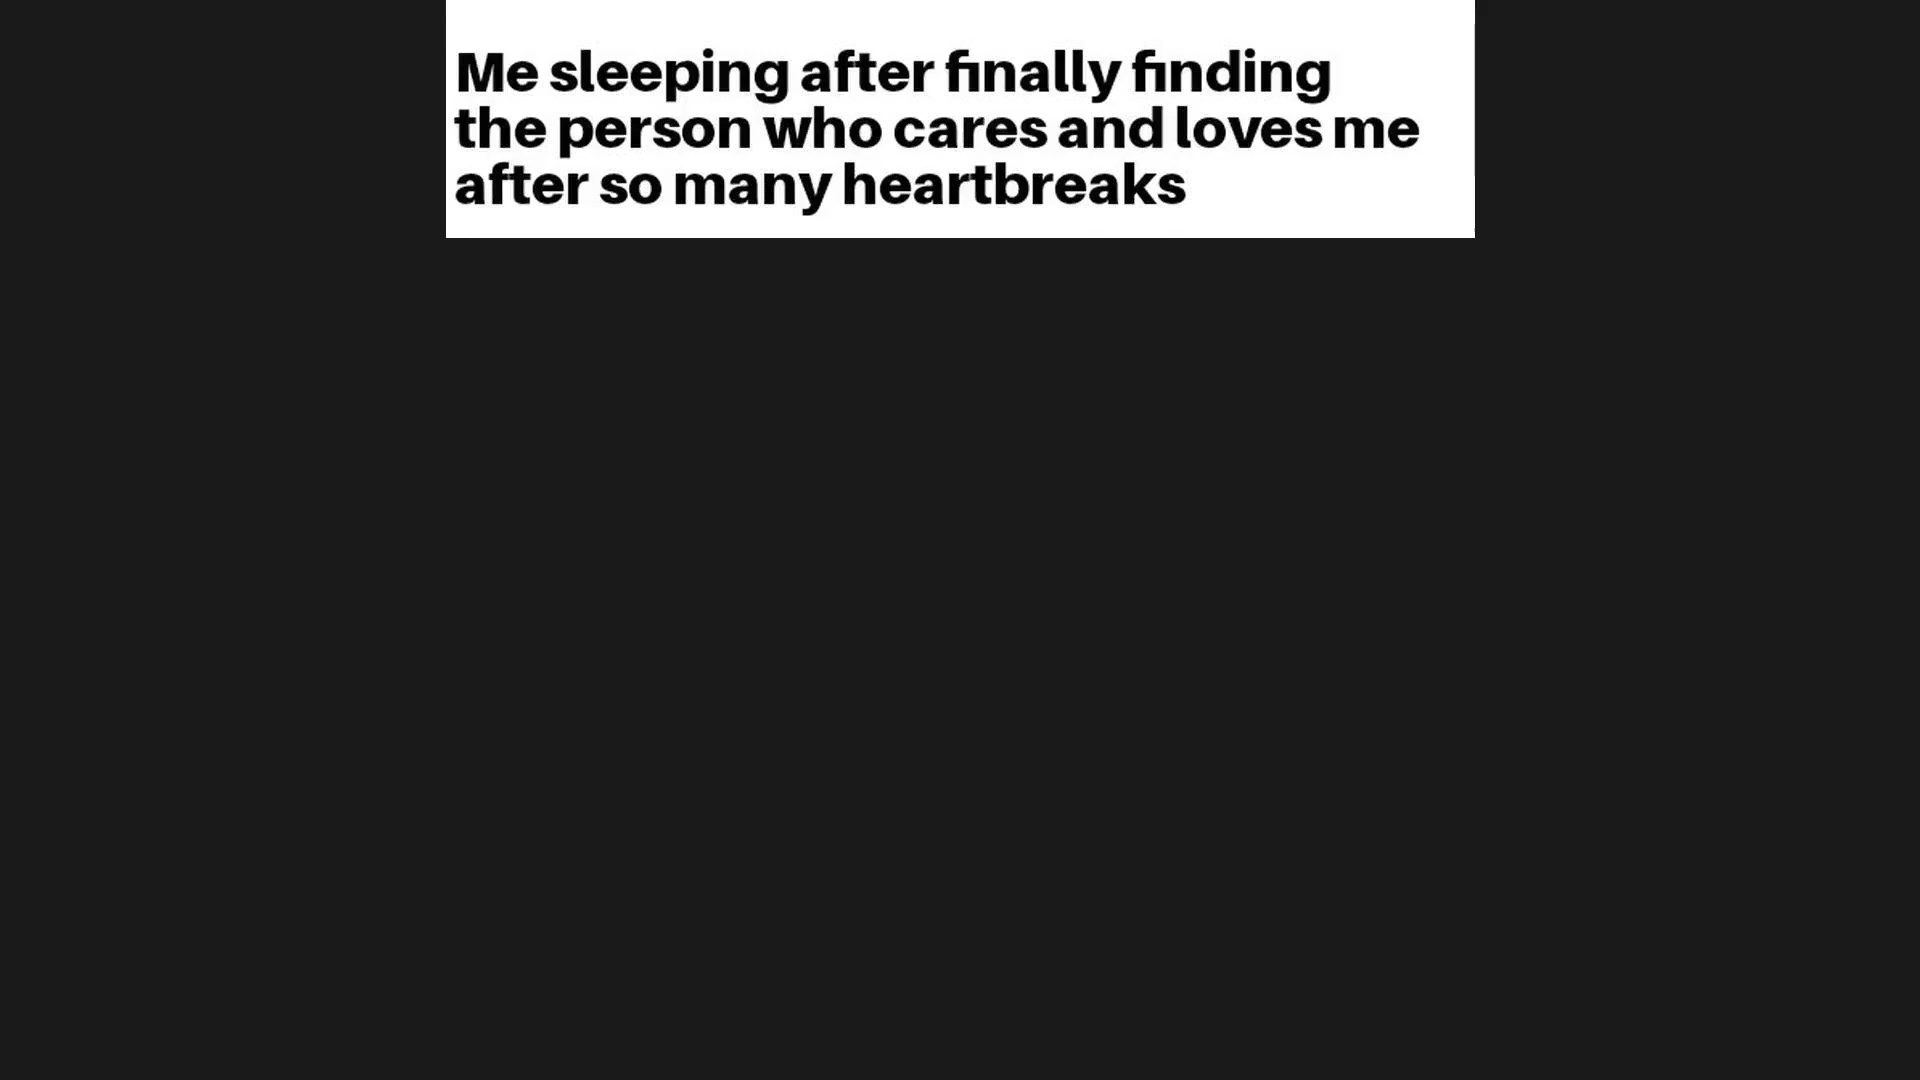 Me sleeping after finally finding
the person who cares and loves me
after so many heartbreaks